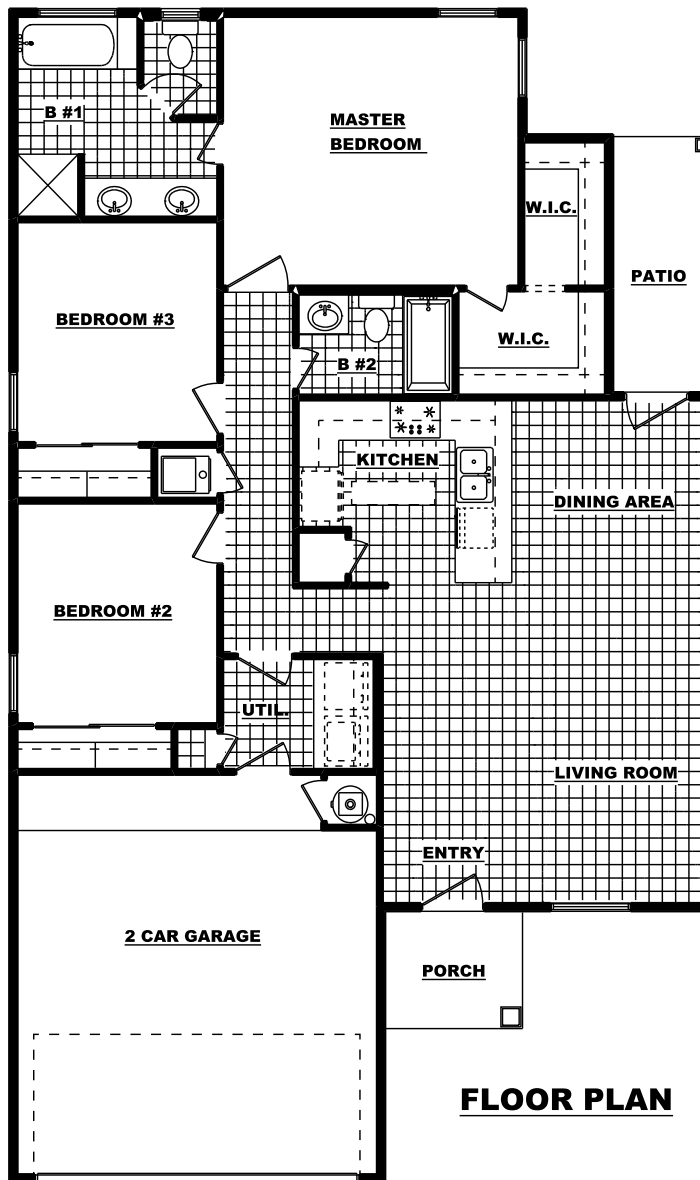 B #1
MASTER
BEDROOM
W.I.C.
PATIO
BEDROOM #3
W.I.C.
B #2
KITCHEN
DINING AREA
BEDROOM #2
UTIL.
LIVING ROOM
ENTRY
2 CAR GARAGE
PORCH
FLOOR PLAN